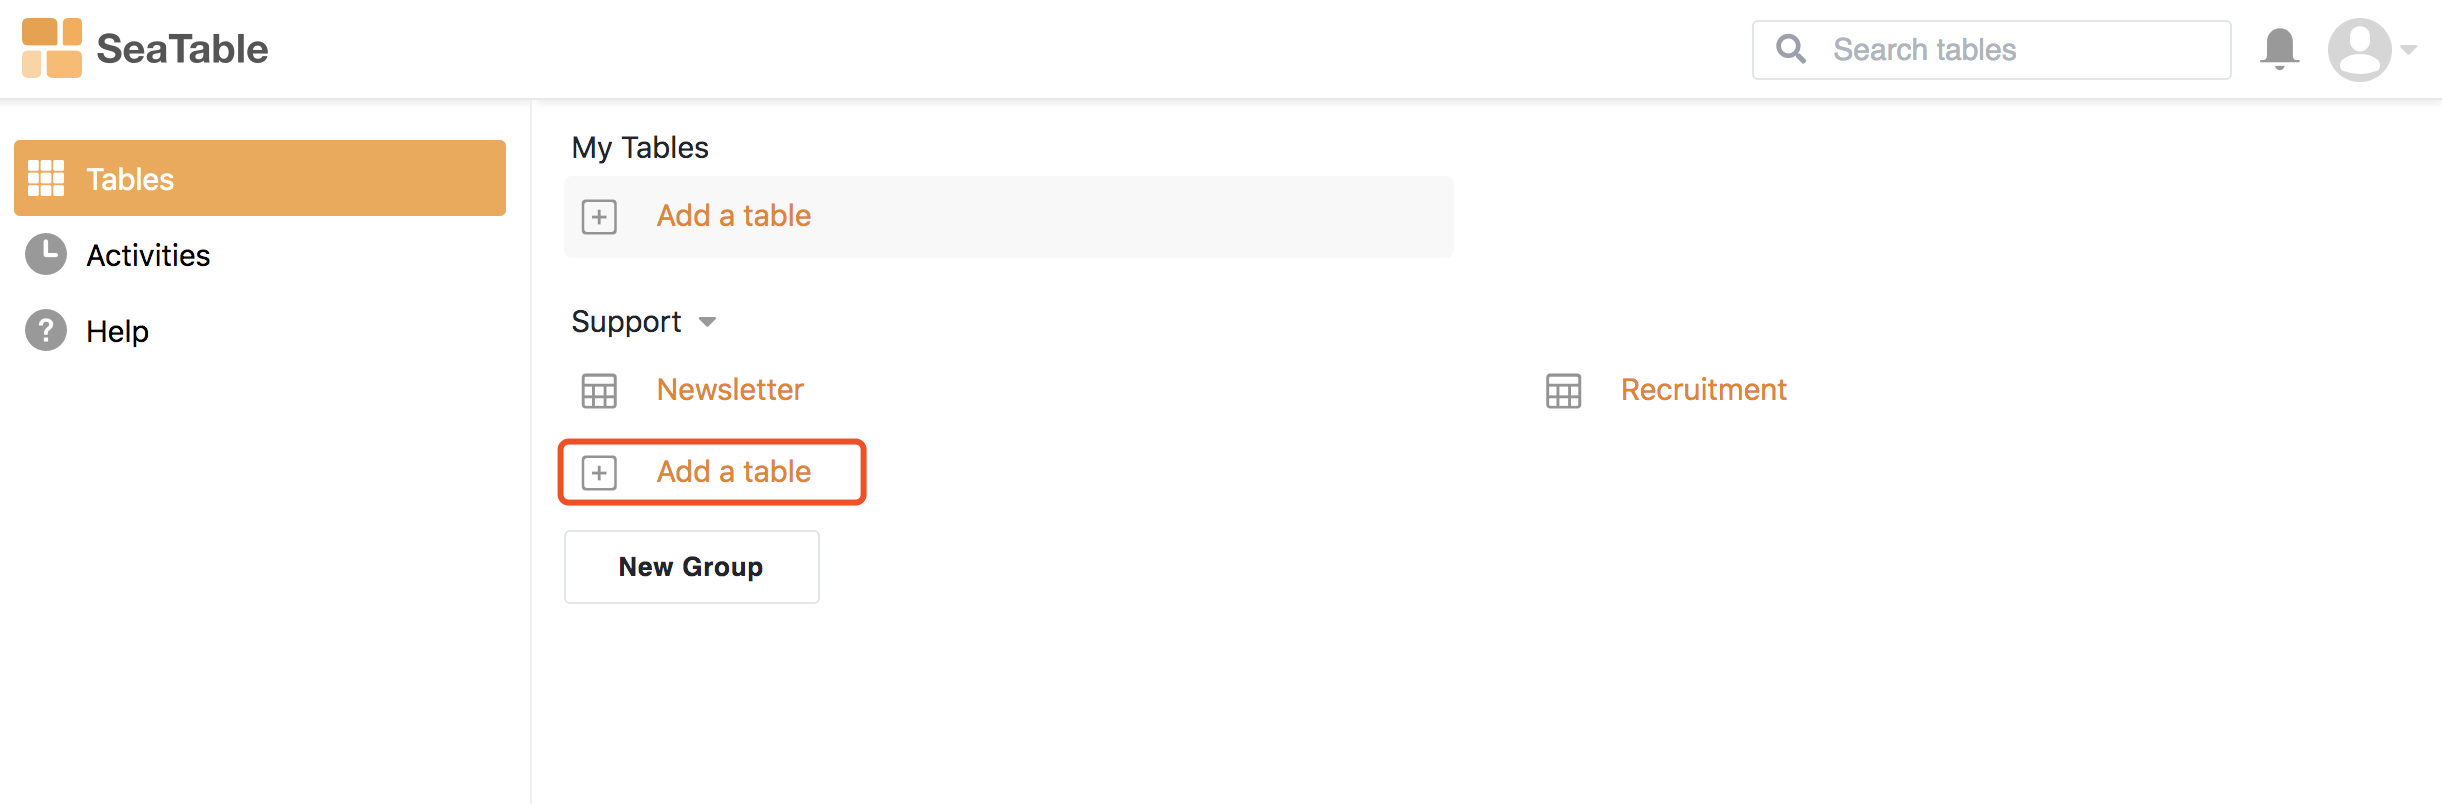 SeaTable
Search tables
Tables
Activities
Help
My Tables
Add a table
Support
Newsletter
Recruitment
Add a table
New Group